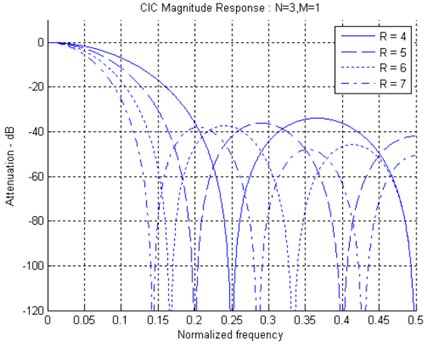 CIC Magnitude Response : N=3,M=1
R = 4
R = 5
R = 6
R = 7
Attenuation - dB
0
-20
-40
-60
-80
-100
-120
0 0.05 0.1 0.15 0.2 0.25 0.3 0.35 0.4 0.45 0.5
Normalized frequency